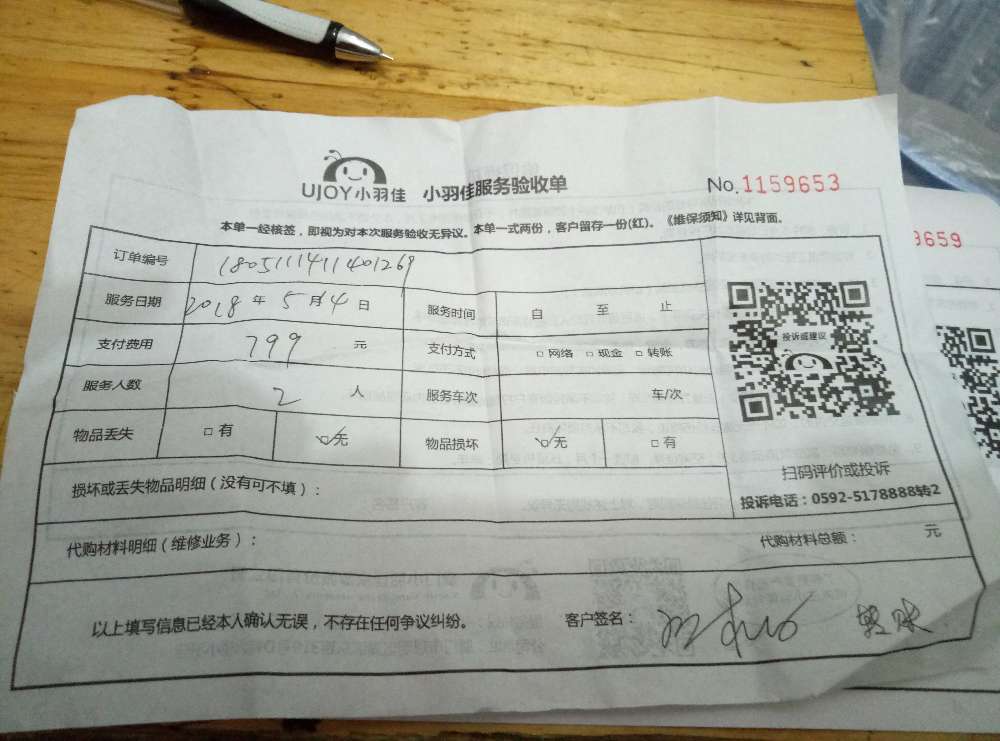 UJOY小羽佳 小羽佳服务验收单 No.1159653
本单一经核签，即视为对本次服务验收无异议。本单一式两份，客户留存一份(红)。《维保须知》详见背面。
订单编号 1805111411401269
服务日期 2018年5月14日 服务时间 自 至 止
支付费用 799 元 支付方式 □网络 □现金 □转账
服务人数 2 人 服务车次 车/次
物品丢失 □有 ☑无 物品损坏 ☑无 □有
投诉或建议
扫码评价或投诉
投诉电话：0592-5178888转2
损坏或丢失物品明细（没有可不填）：
代购材料明细（维修业务）： 代购材料总额： 元
以上填写信息已经本人确认无误，不存在任何争议纠纷。 客户签名： 转账
3659